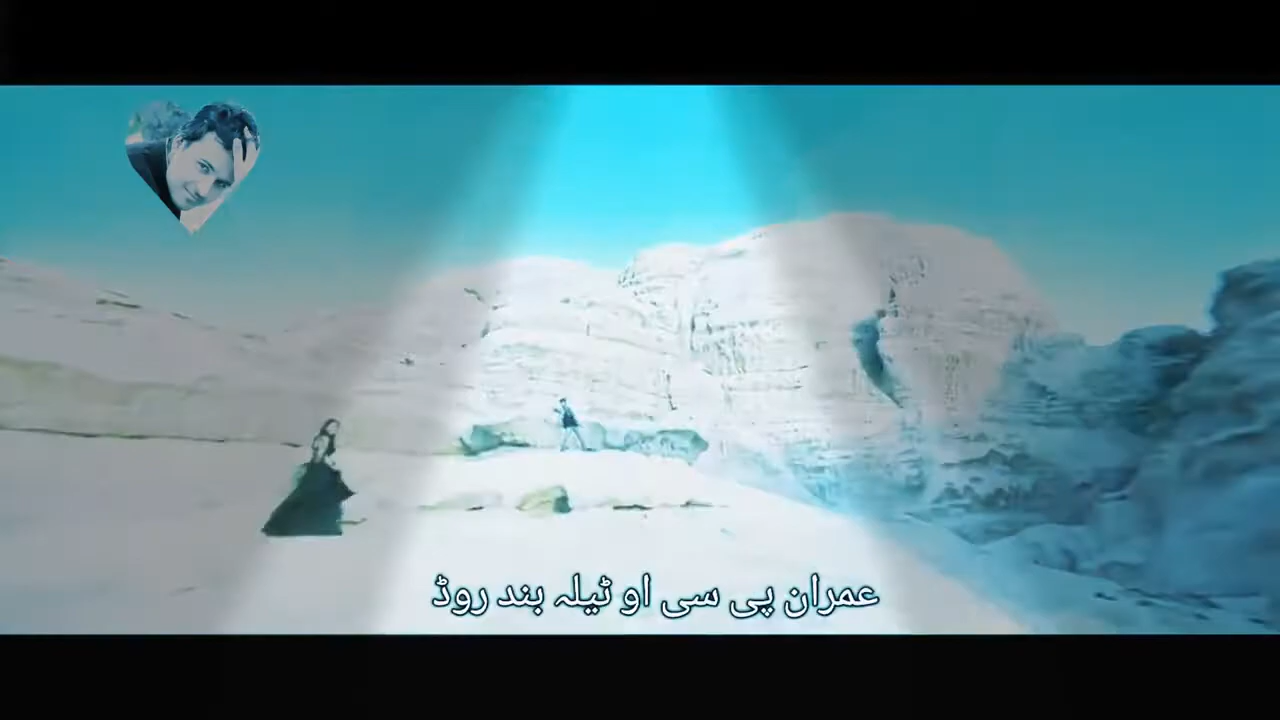 عمران پی سی او ٹیلہ بند روڈ